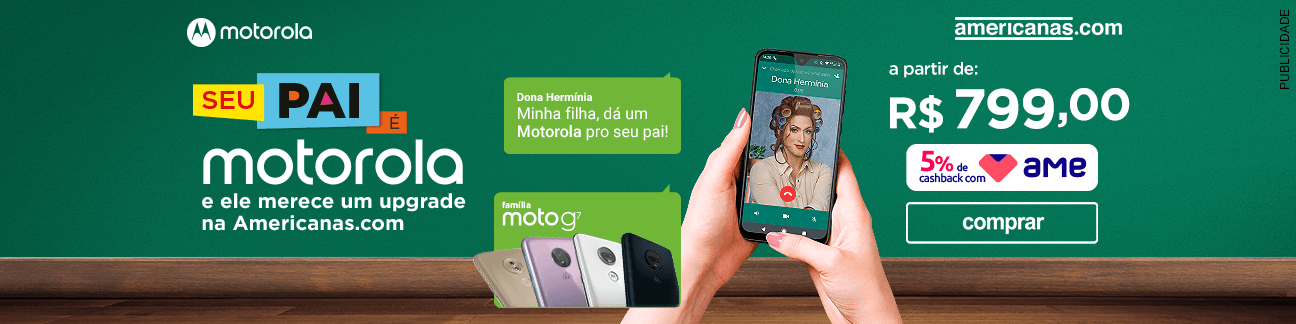 motorola
SEU PAI É
motorola
e ele merece um upgrade
na Americanas.com
Dona Hermínia
Minha filha, dá um
Motorola pro seu pai!
família
moto g7
Dona Hermínia
americanas.com
a partir de:
R$ 799,00
5% de
cashback com
ame
comprar
PUBLICIDADE